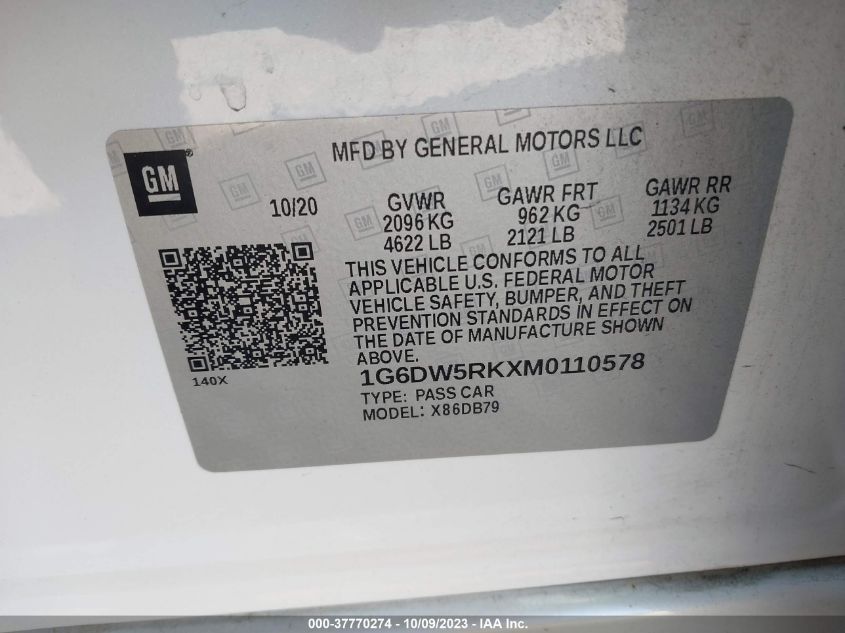 MFD BY GENERAL MOTORS LLC
GM
®
10/20
GVWR
2096 KG
4622 LB
GAWR FRT
962 KG
2121 LB
GAWR RR
1134 KG
2501 LB
THIS VEHICLE CONFORMS TO ALL
APPLICABLE U.S. FEDERAL MOTOR
VEHICLE SAFETY, BUMPER, AND THEFT
PREVENTION STANDARDS IN EFFECT ON
THE DATE OF MANUFACTURE SHOWN
ABOVE.
140X
1G6DW5RKXM0110578
TYPE: PASS CAR
MODEL: X86DB79
000-37770274 - 10/09/2023 - IAA Inc.